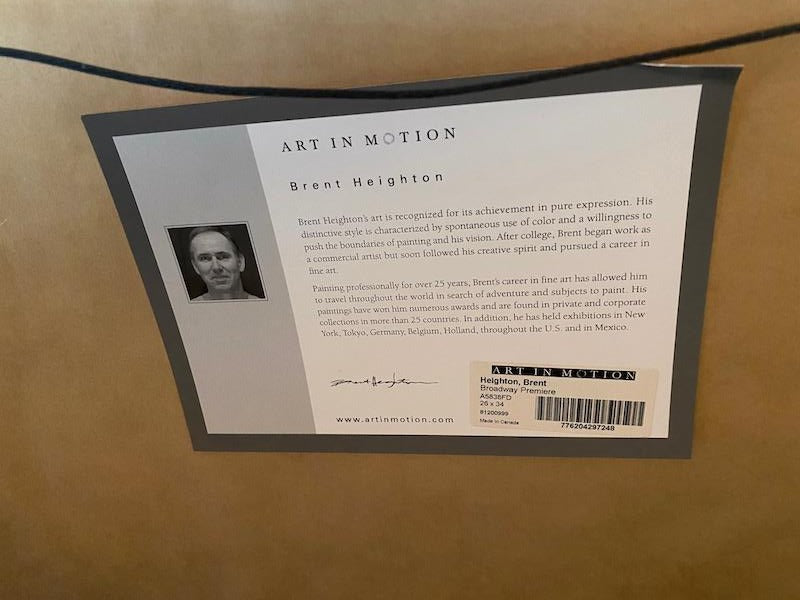 ART IN MOTION
Brent Heighton
Brent Heighton's art is recognized for its achievement in pure expression. His
distinctive style is characterized by spontaneous use of color and a willingness to
push the boundaries of painting and his vision. After college, Brent began work as
a commercial artist but soon followed his creative spirit and pursued a career in
fine art.
Painting professionally for over 25 years, Brent's career in fine art has allowed him
to travel throughout the world in search of adventure and subjects to paint. His
paintings have won him numerous awards and are found in private and corporate
collections in more than 25 countries. In addition, he has held exhibitions in New
York, Tokyo, Germany, Belgium, Holland, throughout the U.S. and in Mexico.
Brent Heighton
www.artinmotion.com
ART IN MOTION
Heighton, Brent
Broadway Premiere
A5838FD
26 x 34
81200999
Made in Canada
776204297248